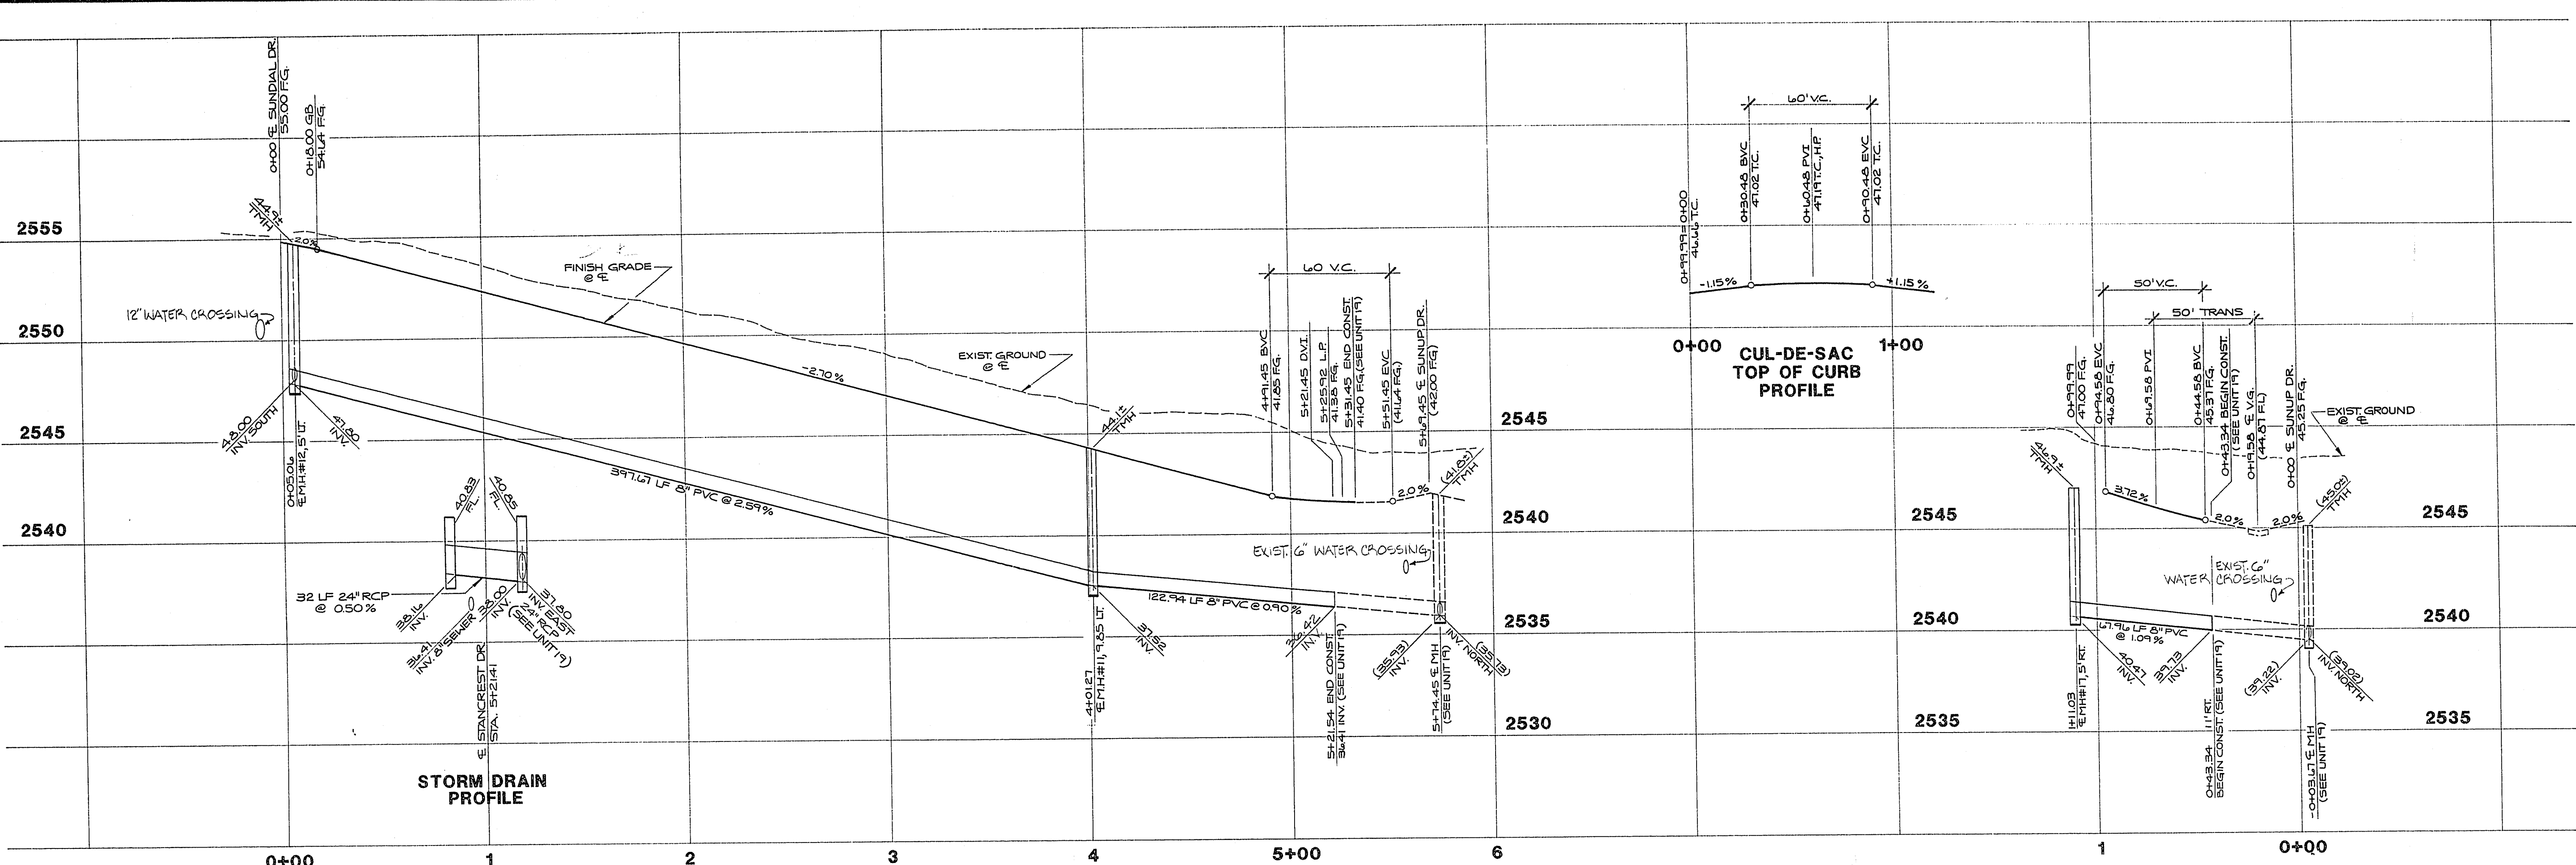 0+00 ℄ SUNDIAL DR.
55.00 F.G.
0+18.00 GB
54.64 F.G.
44.9±
TMH
2.0%
2555
2550
2545
2540
12" WATER CROSSING
48.00
INV. SOUTH
47.80
INV.
0+05.06
℄ M.H.#12, 5' LT.
FINISH GRADE
@ ℄
-2.70%
EXIST. GROUND
@ ℄
397.67 LF 8" PVC @ 2.59%
40.83
F.L.
40.85
F.L.
32 LF 24" RCP
@ 0.50%
38.16
INV.
36.41
INV. 8" SEWER
38.00
INV.
37.80
INV. EAST
24" RCP
(SEE UNIT 19)
℄ STANCREST DR.
STA. 5+21.41
STORM DRAIN
PROFILE
44.1±
TMH
4+01.27
℄ M.H.#11, 9.85 LT.
37.52
INV.
122.94 LF 8" PVC @ 0.90%
60 V.C.
4+91.45 BVC
41.85 F.G.
5+21.45 D.V.I.
5+25.92 L.P.
41.38 F.G.
5+31.45 END CONST.
41.40 F.G.(SEE UNIT 19)
5+51.45 EVC
(41.64 F.G.)
5+69.45 ℄ SUNUP DR.
(42.00 F.G.)
2.0%
(41.8±)
TMH
EXIST. 6" WATER CROSSING
36.42
INV.
5+21.54 END CONST.
36.41 INV. (SEE UNIT 19)
(35.93)
INV.
(35.73)
INV. NORTH
5+74.45 ℄ MH
(SEE UNIT 19)
2545
2540
2535
2530
60' V.C.
0+99.99=0+00
46.66 T.C.
0+30.48 BVC
47.02 T.C.
0+60.48 PVI
47.19 T.C., H.P.
0+90.48 EVC
47.02 T.C.
-1.15%
+1.15%
0+00
1+00
CUL-DE-SAC
TOP OF CURB
PROFILE
2545
2540
2535
50' V.C.
50' TRANS
0+99.99
47.00 F.G.
0+94.58 EVC
46.80 F.G.
0+69.58 PVI
0+44.58 BVC
45.37 F.G.
0+43.34 BEGIN CONST.
(SEE UNIT 19)
0+19.58 ℄ V.G.
(44.87 F.L.)
0+00 ℄ SUNUP DR.
45.25 F.G.
EXIST. GROUND
@ ℄
46.9±
TMH
3.72%
2.0%
2.0%
(45.0±)
TMH
EXIST. 6"
WATER CROSSING
67.96 LF 8" PVC
@ 1.09%
1+11.03
℄ MH#17, 5' RT.
40.47
INV.
39.73
INV.
0+43.34 11' RT.
BEGIN CONST. (SEE UNIT 19)
(39.22)
INV.
(39.02)
INV. NORTH
-0+03.67 ℄ MH
(SEE UNIT 19)
2545
2540
2535
0+00
1
2
3
4
5+00
6
1
0+00